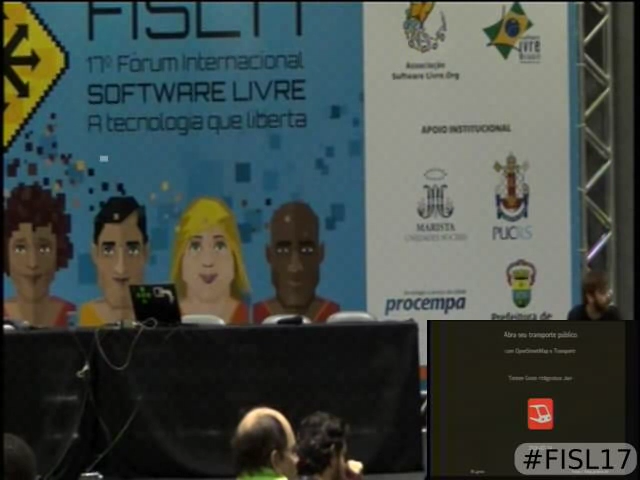 FISL17
17º Fórum Internacional
SOFTWARE LIVRE
A tecnologia que liberta
Associação
Software Livre.Org
APOIO INSTITUCIONAL
MARISTA
PUCRS
procempa
Prefeitura de
Abra seu transporte público
com OpenStreetMap e Transportr
#FISL17